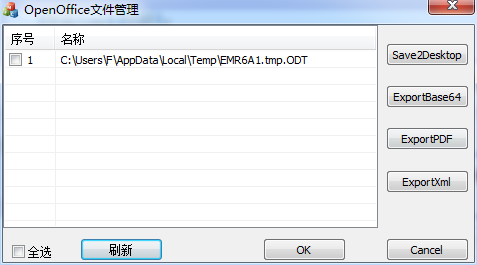 OpenOffice文件管理
序号 名称
1 C:\Users\F\AppData\Local\Temp\EMR6A1.tmp.ODT
Save2Desktop
ExportBase64
ExportPDF
ExportXml
全选 刷新 OK Cancel